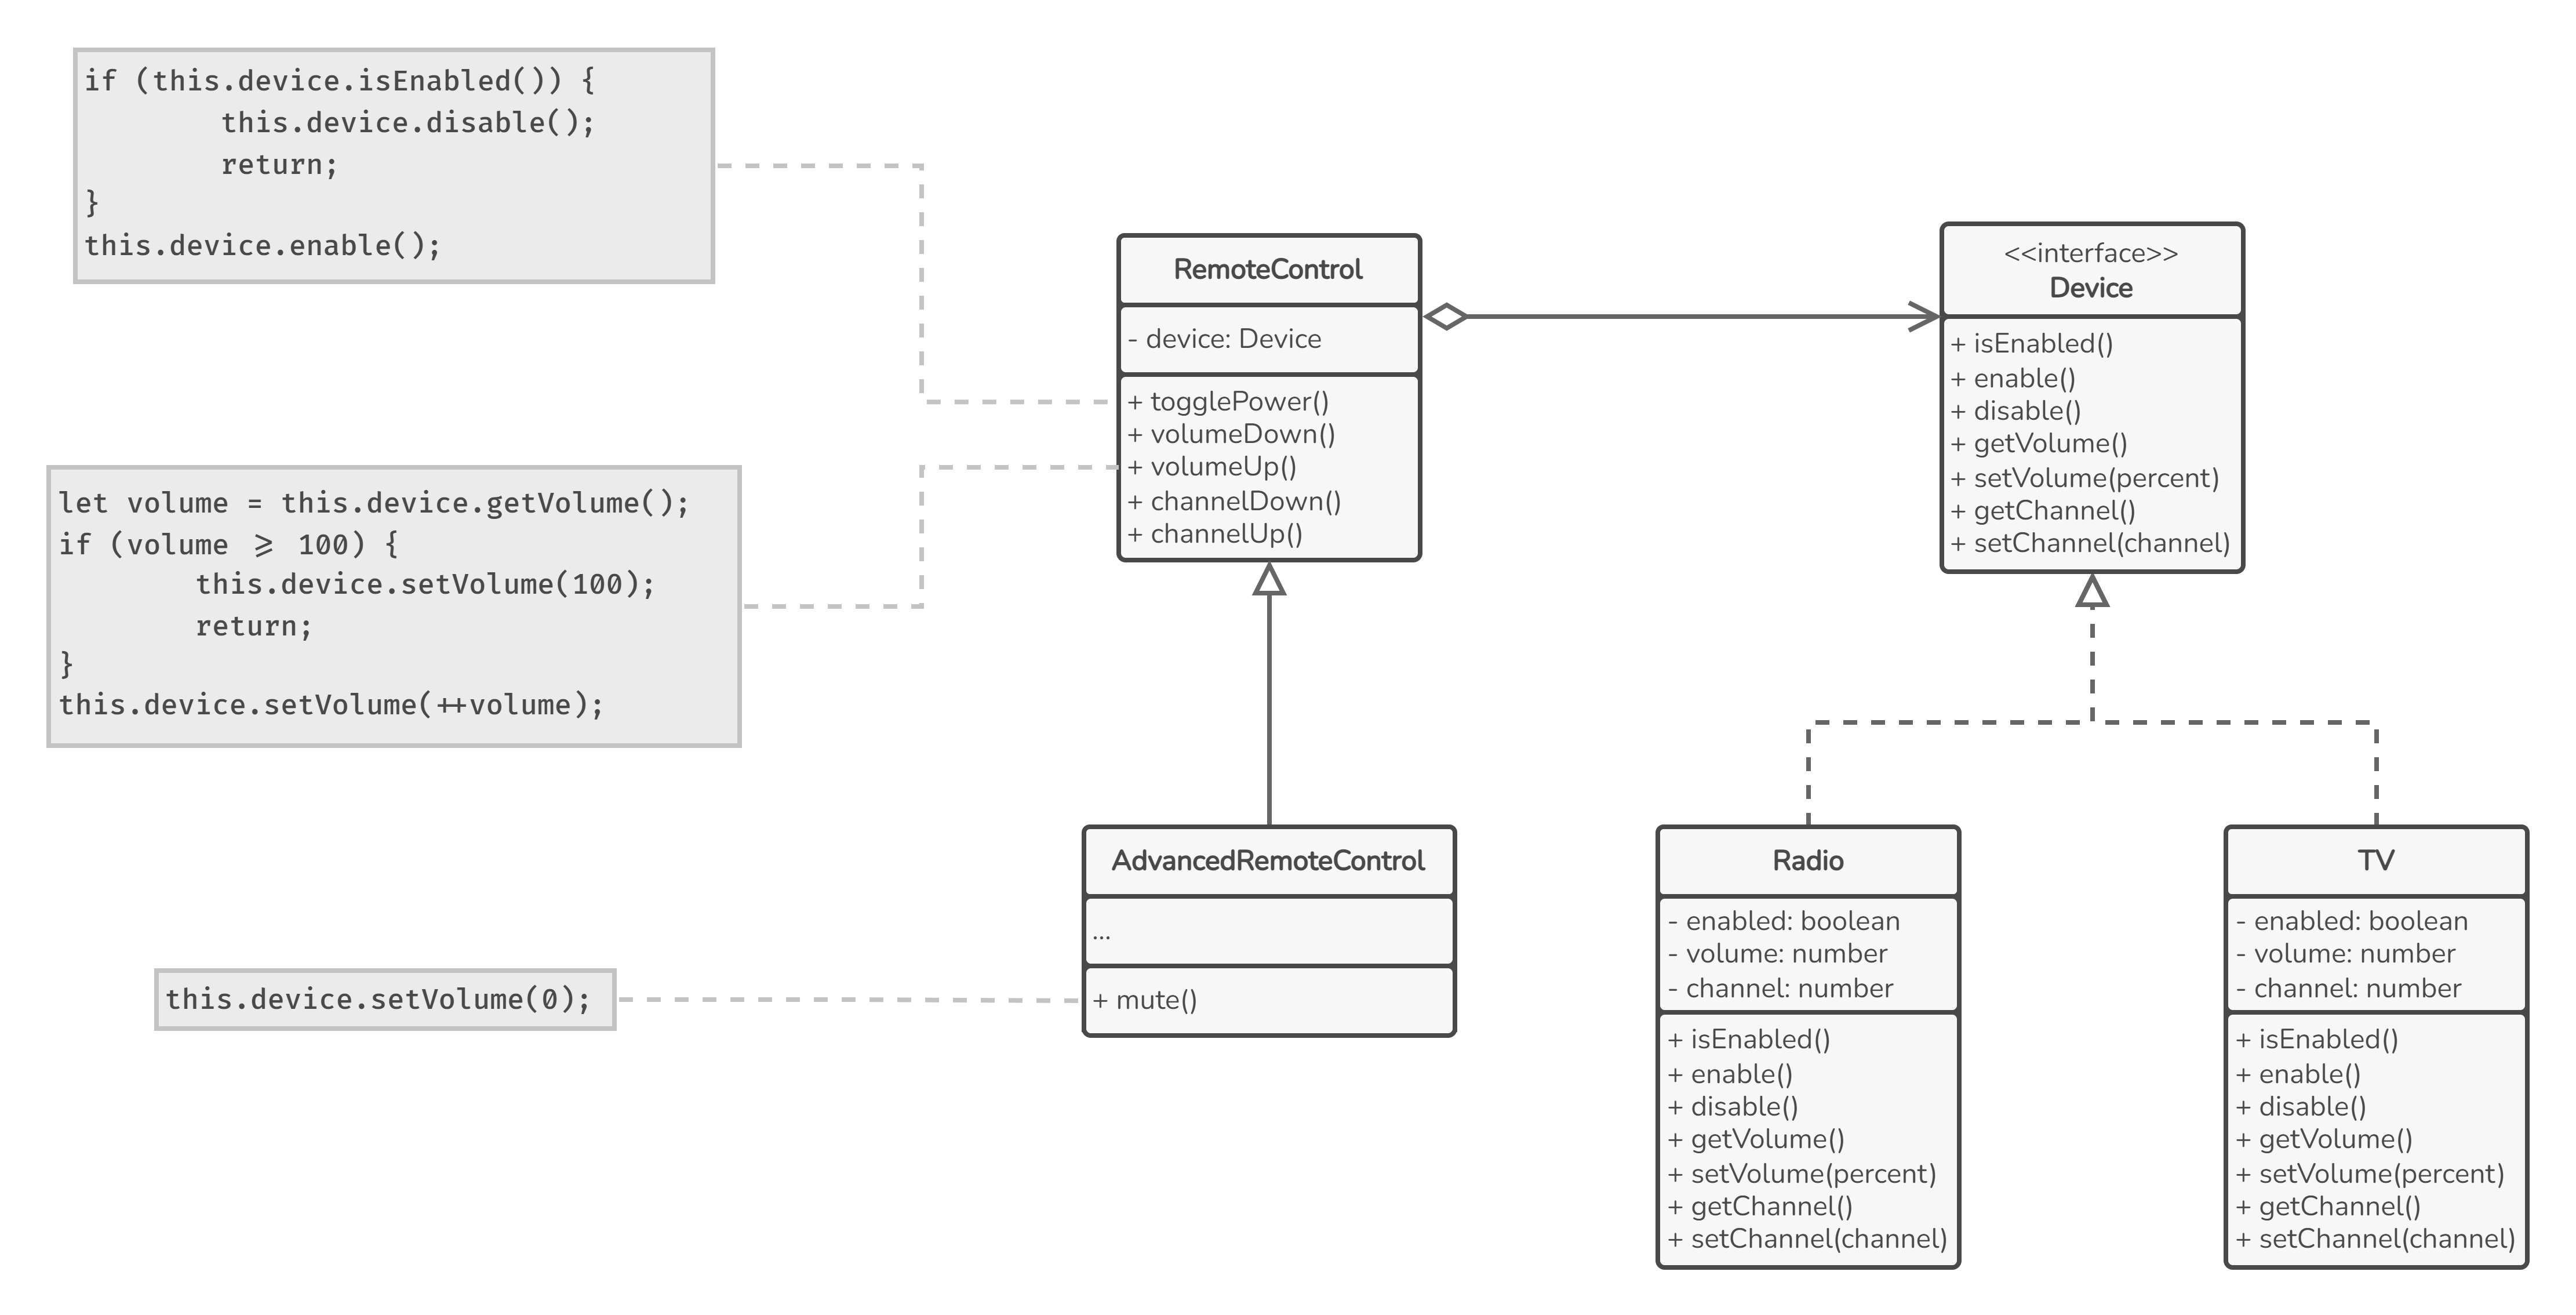 if (this.device.isEnabled()) {
        this.device.disable();
        return;
}
this.device.enable();
let volume = this.device.getVolume();
if (volume >= 100) {
        this.device.setVolume(100);
        return;
}
this.device.setVolume(++volume);
this.device.setVolume(0);
RemoteControl
- device: Device
+ togglePower()
+ volumeDown()
+ volumeUp()
+ channelDown()
+ channelUp()
AdvancedRemoteControl
...
+ mute()
<<interface>>
Device
+ isEnabled()
+ enable()
+ disable()
+ getVolume()
+ setVolume(percent)
+ getChannel()
+ setChannel(channel)
Radio
- enabled: boolean
- volume: number
- channel: number
+ isEnabled()
+ enable()
+ disable()
+ getVolume()
+ setVolume(percent)
+ getChannel()
+ setChannel(channel)
TV
- enabled: boolean
- volume: number
- channel: number
+ isEnabled()
+ enable()
+ disable()
+ getVolume()
+ setVolume(percent)
+ getChannel()
+ setChannel(channel)